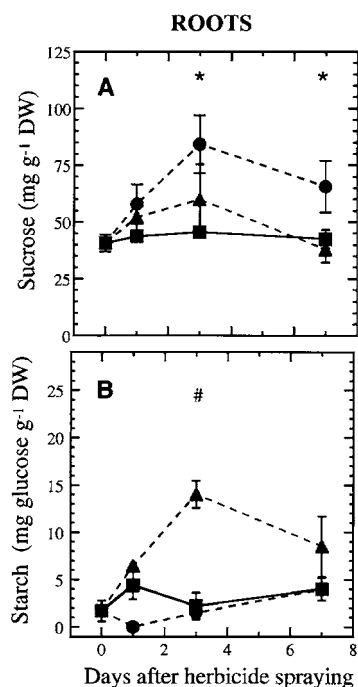 ROOTS
125
100
75
50
25
0
Sucrose (mg g⁻¹ DW)
A
*
*
25
20
15
10
5
0
Starch (mg glucose g⁻¹ DW)
B
#
0 2 4 6 8
Days after herbicide spraying